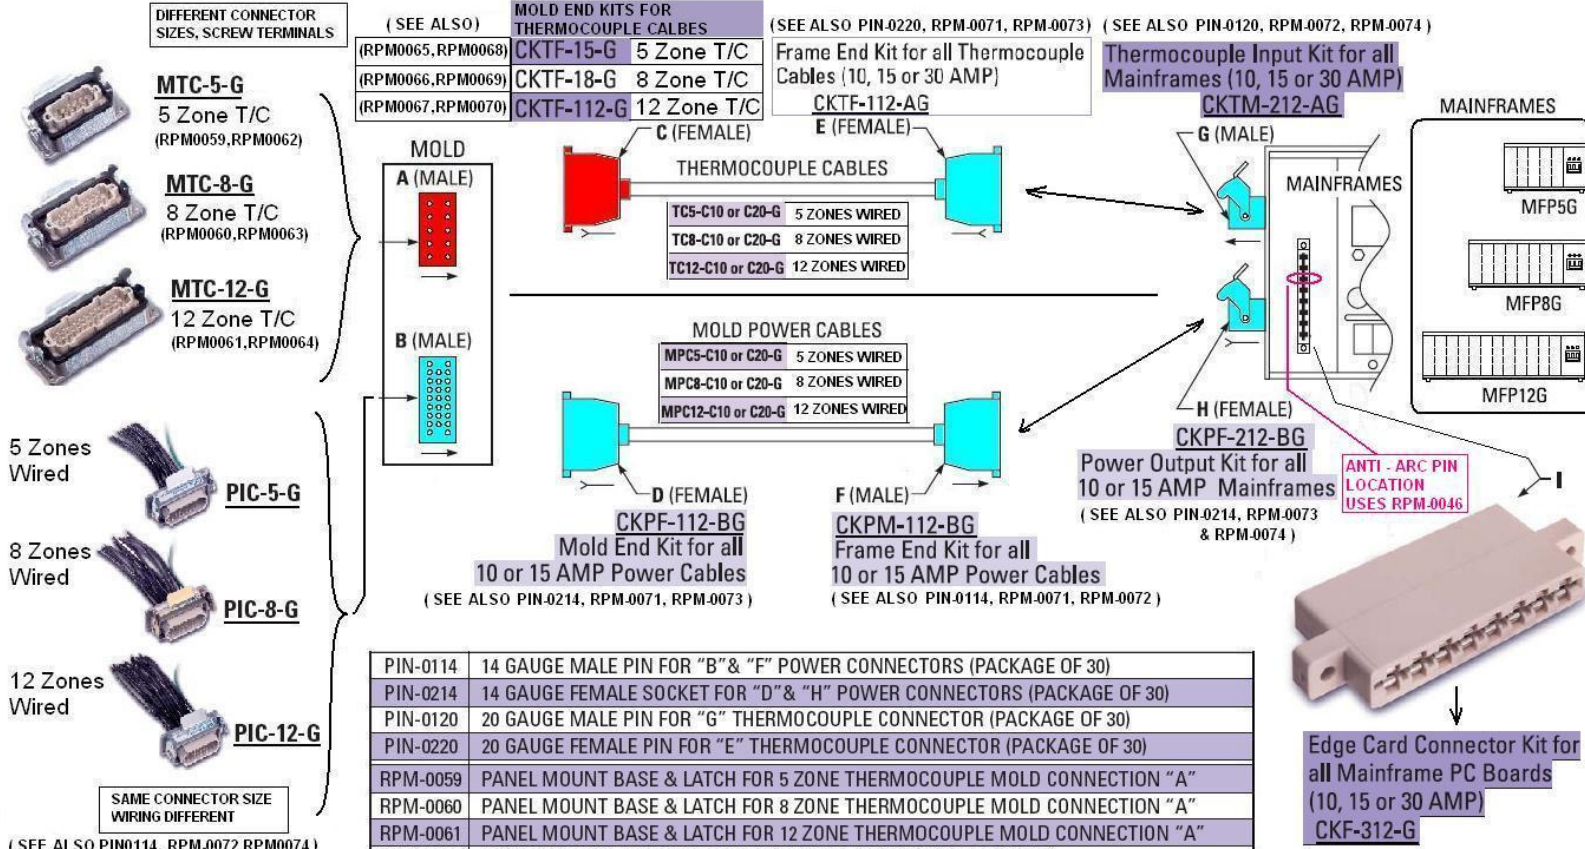 DIFFERENT CONNECTOR
SIZES, SCREW TERMINALS
MTC-5-G
5 Zone T/C
(RPM0059,RPM0062)
MTC-8-G
8 Zone T/C
(RPM0060,RPM0063)
MTC-12-G
12 Zone T/C
(RPM0061,RPM0064)
5 Zones
Wired
PIC-5-G
8 Zones
Wired
PIC-8-G
12 Zones
Wired
PIC-12-G
SAME CONNECTOR SIZE
WIRING DIFFERENT
( SEE ALSO PIN0114, RPM-0072 RPM0074 )
( SEE ALSO)
MOLD END KITS FOR
THERMOCOUPLE CALBES
(RPM0065,RPM0068) CKTF-15-G 5 Zone T/C
(RPM0066,RPM0069) CKTF-18-G 8 Zone T/C
(RPM0067,RPM0070) CKTF-112-G 12 Zone T/C
(SEE ALSO PIN-0220, RPM-0071, RPM-0073)
Frame End Kit for all Thermocouple
Cables (10, 15 or 30 AMP)
CKTF-112-AG
( SEE ALSO PIN-0120, RPM-0072, RPM-0074 )
Thermocouple Input Kit for all
Mainframes (10, 15 or 30 AMP)
CKTM-212-AG
MOLD
A (MALE)
B (MALE)
C (FEMALE)
E (FEMALE)
G (MALE)
THERMOCOUPLE CABLES
TC5-C10 or C20-G 5 ZONES WIRED
TC8-C10 or C20-G 8 ZONES WIRED
TC12-C10 or C20-G 12 ZONES WIRED
MAINFRAMES
MAINFRAMES
MFP5G
MFP8G
MFP12G
MOLD POWER CABLES
MPC5-C10 or C20-G 5 ZONES WIRED
MPC8-C10 or C20-G 8 ZONES WIRED
MPC12-C10 or C20-G 12 ZONES WIRED
D (FEMALE)
CKPF-112-BG
Mold End Kit for all
10 or 15 AMP Power Cables
( SEE ALSO PIN-0214, RPM-0071, RPM-0073 )
F (MALE)
CKPM-112-BG
Frame End Kit for all
10 or 15 AMP Power Cables
( SEE ALSO PIN-0114, RPM-0071, RPM-0072 )
H (FEMALE)
CKPF-212-BG
Power Output Kit for all
10 or 15 AMP Mainframes
( SEE ALSO PIN-0214, RPM-0073
& RPM-0074 )
ANTI - ARC PIN
LOCATION
USES RPM-0046
I
Edge Card Connector Kit for
all Mainframe PC Boards
(10, 15 or 30 AMP)
CKF-312-G
PIN-0114 14 GAUGE MALE PIN FOR "B"& "F" POWER CONNECTORS (PACKAGE OF 30)
PIN-0214 14 GAUGE FEMALE SOCKET FOR "D"& "H" POWER CONNECTORS (PACKAGE OF 30)
PIN-0120 20 GAUGE MALE PIN FOR "G" THERMOCOUPLE CONNECTOR (PACKAGE OF 30)
PIN-0220 20 GAUGE FEMALE PIN FOR "E" THERMOCOUPLE CONNECTOR (PACKAGE OF 30)
RPM-0059 PANEL MOUNT BASE & LATCH FOR 5 ZONE THERMOCOUPLE MOLD CONNECTION "A"
RPM-0060 PANEL MOUNT BASE & LATCH FOR 8 ZONE THERMOCOUPLE MOLD CONNECTION "A"
RPM-0061 PANEL MOUNT BASE & LATCH FOR 12 ZONE THERMOCOUPLE MOLD CONNECTION "A"